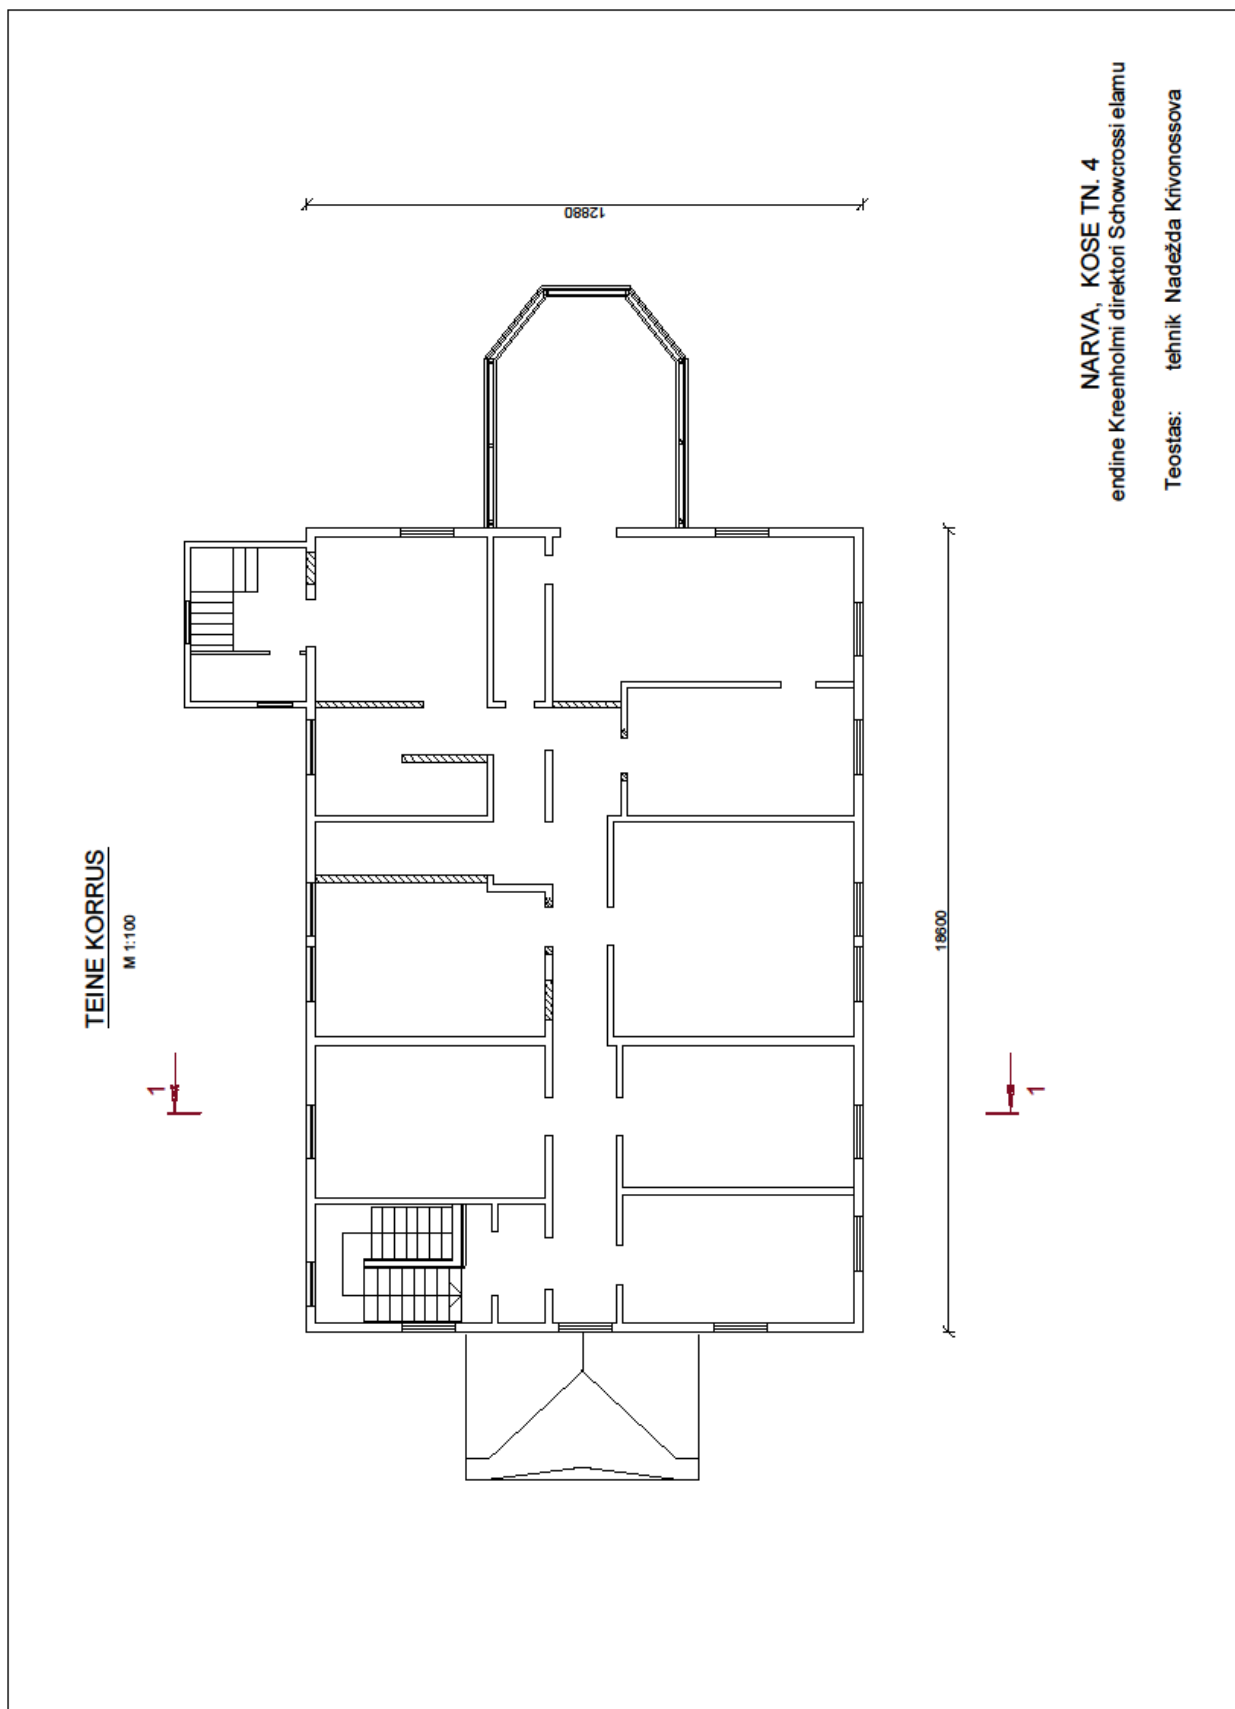 TEINE KORRUS
M 1:100
1
1
12880
18600
NARVA, KOSE TN. 4
endine Kreenholmi direktori Schowcrossi elamu
Teostas: tehnik Nadežda Krivonossova